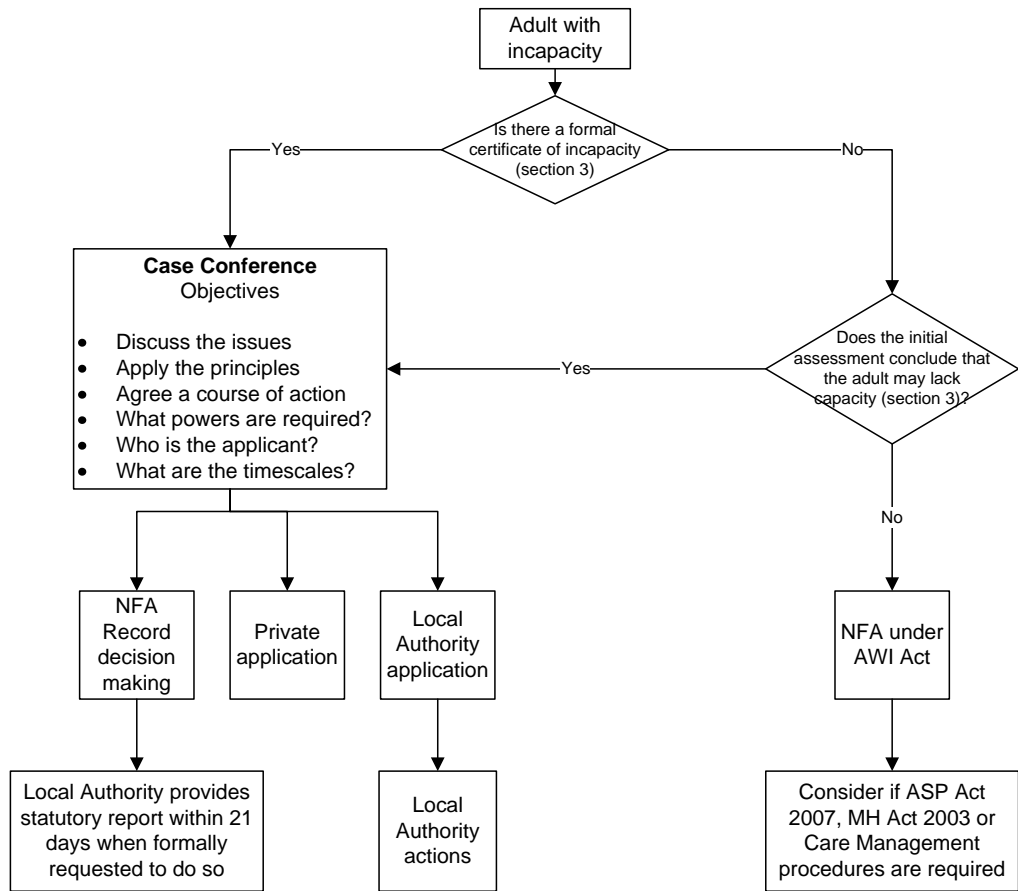 Adult with
incapacity
Is there a formal
certificate of incapacity
(section 3)
Yes
No
Case Conference
Objectives
• Discuss the issues
• Apply the principles
• Agree a course of action
• What powers are required?
• Who is the applicant?
• What are the timescales?
Does the initial
assessment conclude that
the adult may lack
capacity (section 3)?
Yes
No
NFA
Record
decision
making
Private
application
Local
Authority
application
NFA under
AWI Act
Local Authority provides
statutory report within 21
days when formally
requested to do so
Local
Authority
actions
Consider if ASP Act
2007, MH Act 2003 or
Care Management
procedures are required